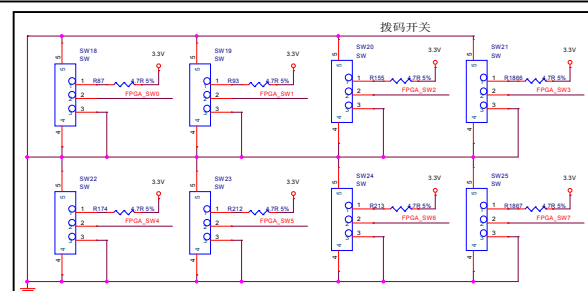 拨码开关
SW18
SW
3.3V
5
1
R87
4.7R 5%
2
FPGA_SW0
3
4
SW19
SW
3.3V
5
1
R93
4.7R 5%
2
FPGA_SW1
3
4
SW20
SW
3.3V
5
1
R155
4.7R 5%
2
FPGA_SW2
3
4
SW21
SW
3.3V
5
1
R1866
4.7R 5%
2
FPGA_SW3
3
4
SW22
SW
3.3V
5
1
R174
4.7R 5%
2
FPGA_SW4
3
4
SW23
SW
3.3V
5
1
R212
4.7R 5%
2
FPGA_SW5
3
4
SW24
SW
3.3V
5
1
R213
4.7R 5%
2
FPGA_SW6
3
4
SW25
SW
3.3V
5
1
R1867
4.7R 5%
2
FPGA_SW7
3
4